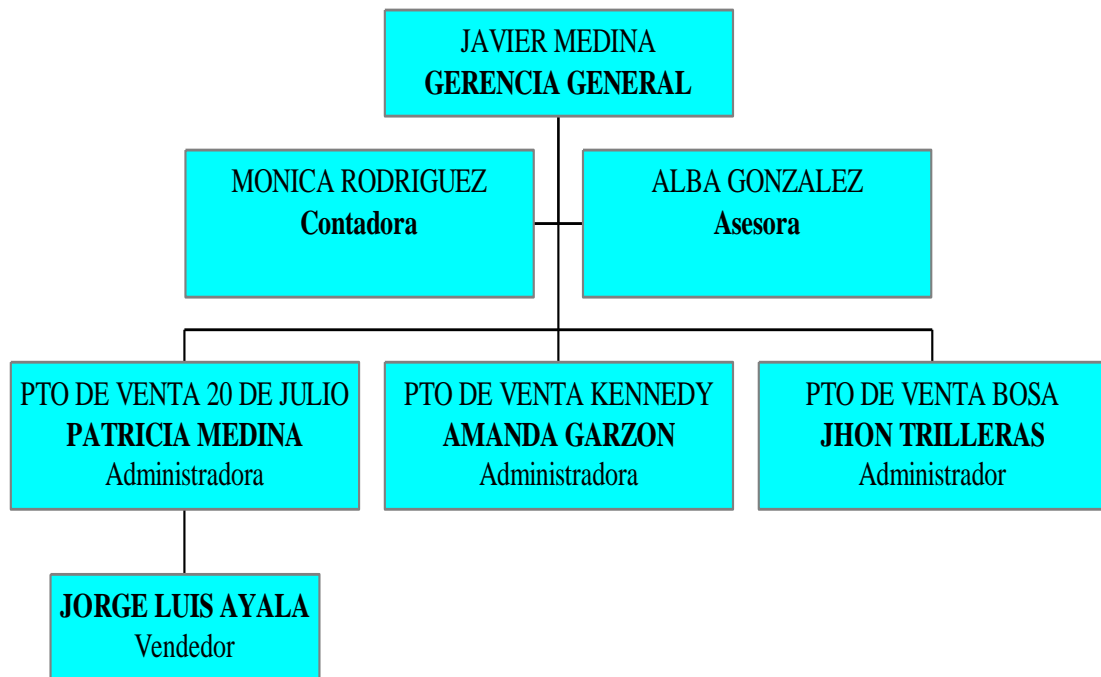 JAVIER MEDINA
GERENCIA GENERAL
MONICA RODRIGUEZ
Contadora
ALBA GONZALEZ
Asesora
PTO DE VENTA 20 DE JULIO
PATRICIA MEDINA
Administradora
PTO DE VENTA KENNEDY
AMANDA GARZON
Administradora
PTO DE VENTA BOSA
JHON TRILLERAS
Administrador
JORGE LUIS AYALA
Vendedor